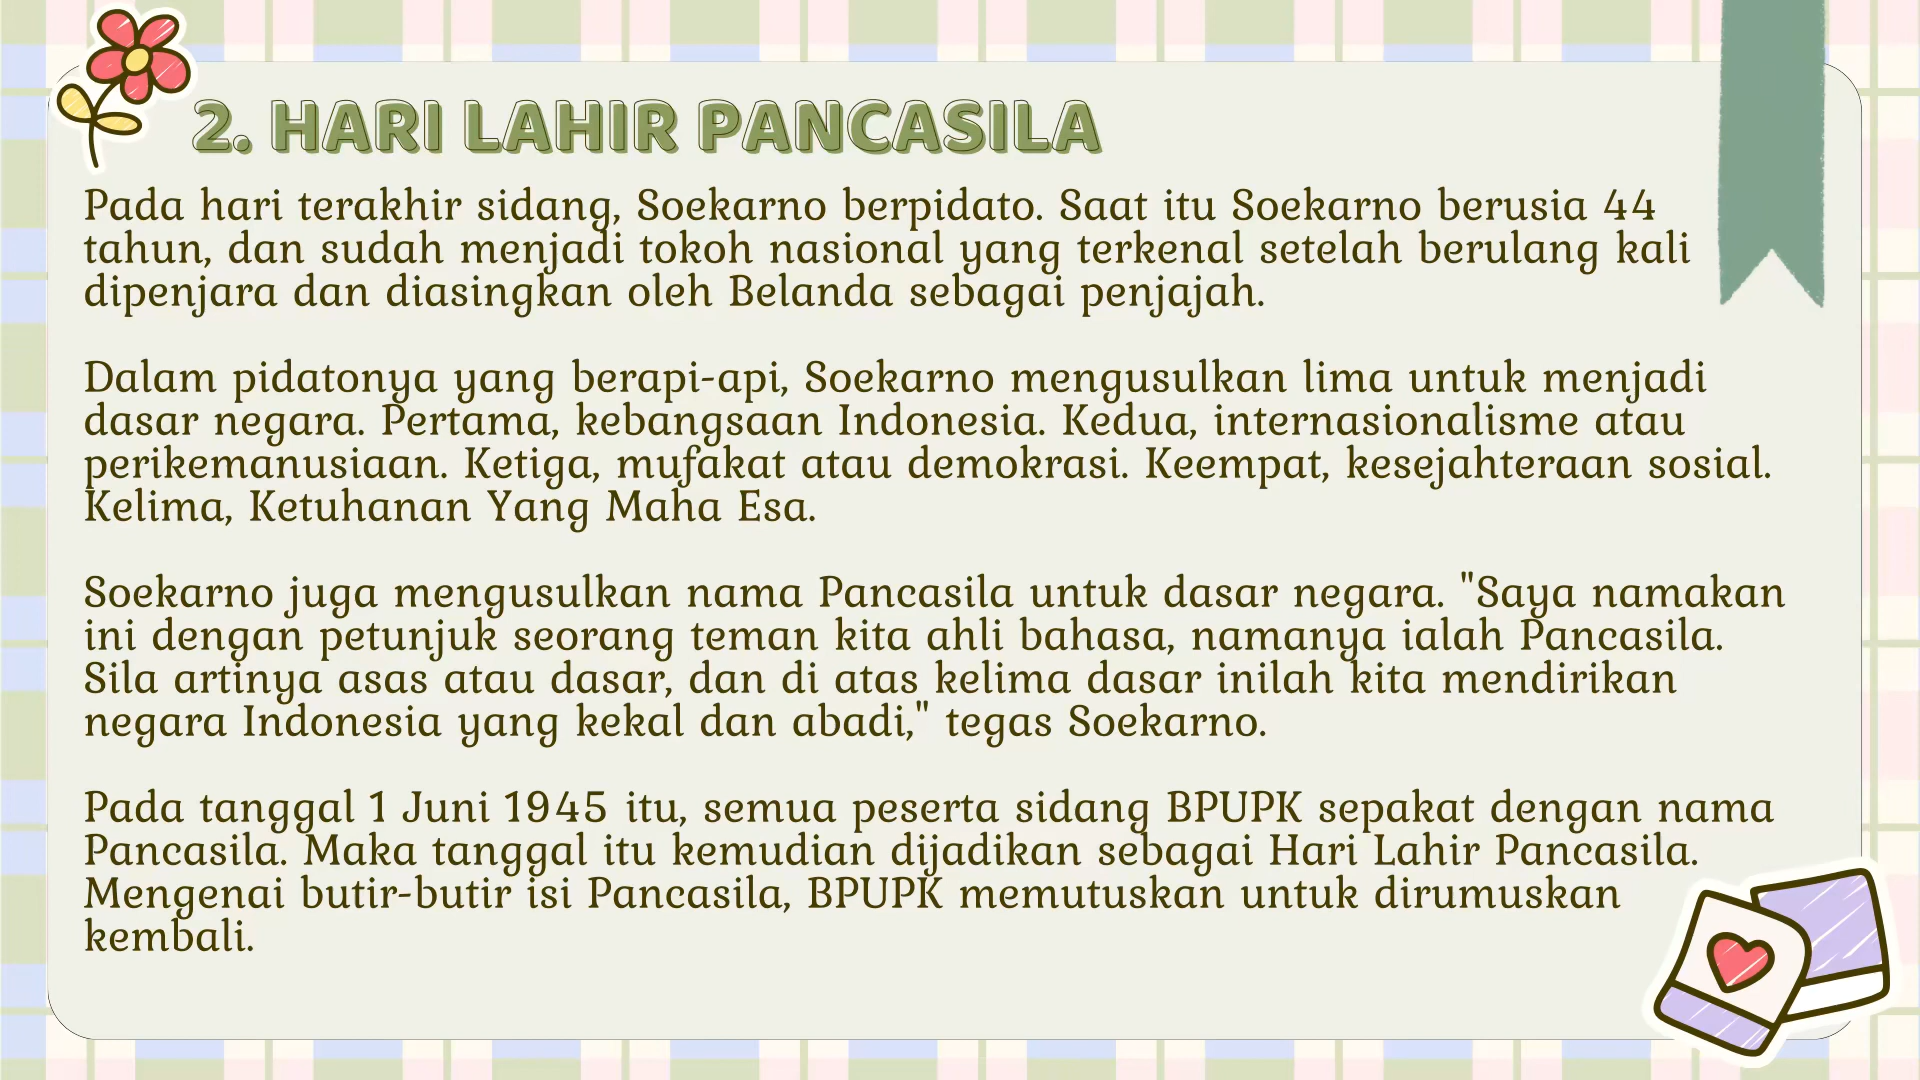 2. HARI LAHIR PANCASILA
Pada hari terakhir sidang, Soekarno berpidato. Saat itu Soekarno berusia 44
tahun, dan sudah menjadi tokoh nasional yang terkenal setelah berulang kali
dipenjara dan diasingkan oleh Belanda sebagai penjajah.
Dalam pidatonya yang berapi-api, Soekarno mengusulkan lima untuk menjadi
dasar negara. Pertama, kebangsaan Indonesia. Kedua, internasionalisme atau
perikemanusiaan. Ketiga, mufakat atau demokrasi. Keempat, kesejahteraan sosial.
Kelima, Ketuhanan Yang Maha Esa.
Soekarno juga mengusulkan nama Pancasila untuk dasar negara. "Saya namakan
ini dengan petunjuk seorang teman kita ahli bahasa, namanya ialah Pancasila.
Sila artinya asas atau dasar, dan di atas kelima dasar inilah kita mendirikan
negara Indonesia yang kekal dan abadi," tegas Soekarno.
Pada tanggal 1 Juni 1945 itu, semua peserta sidang BPUPK sepakat dengan nama
Pancasila. Maka tanggal itu kemudian dijadikan sebagai Hari Lahir Pancasila.
Mengenai butir-butir isi Pancasila, BPUPK memutuskan untuk dirumuskan
kembali.